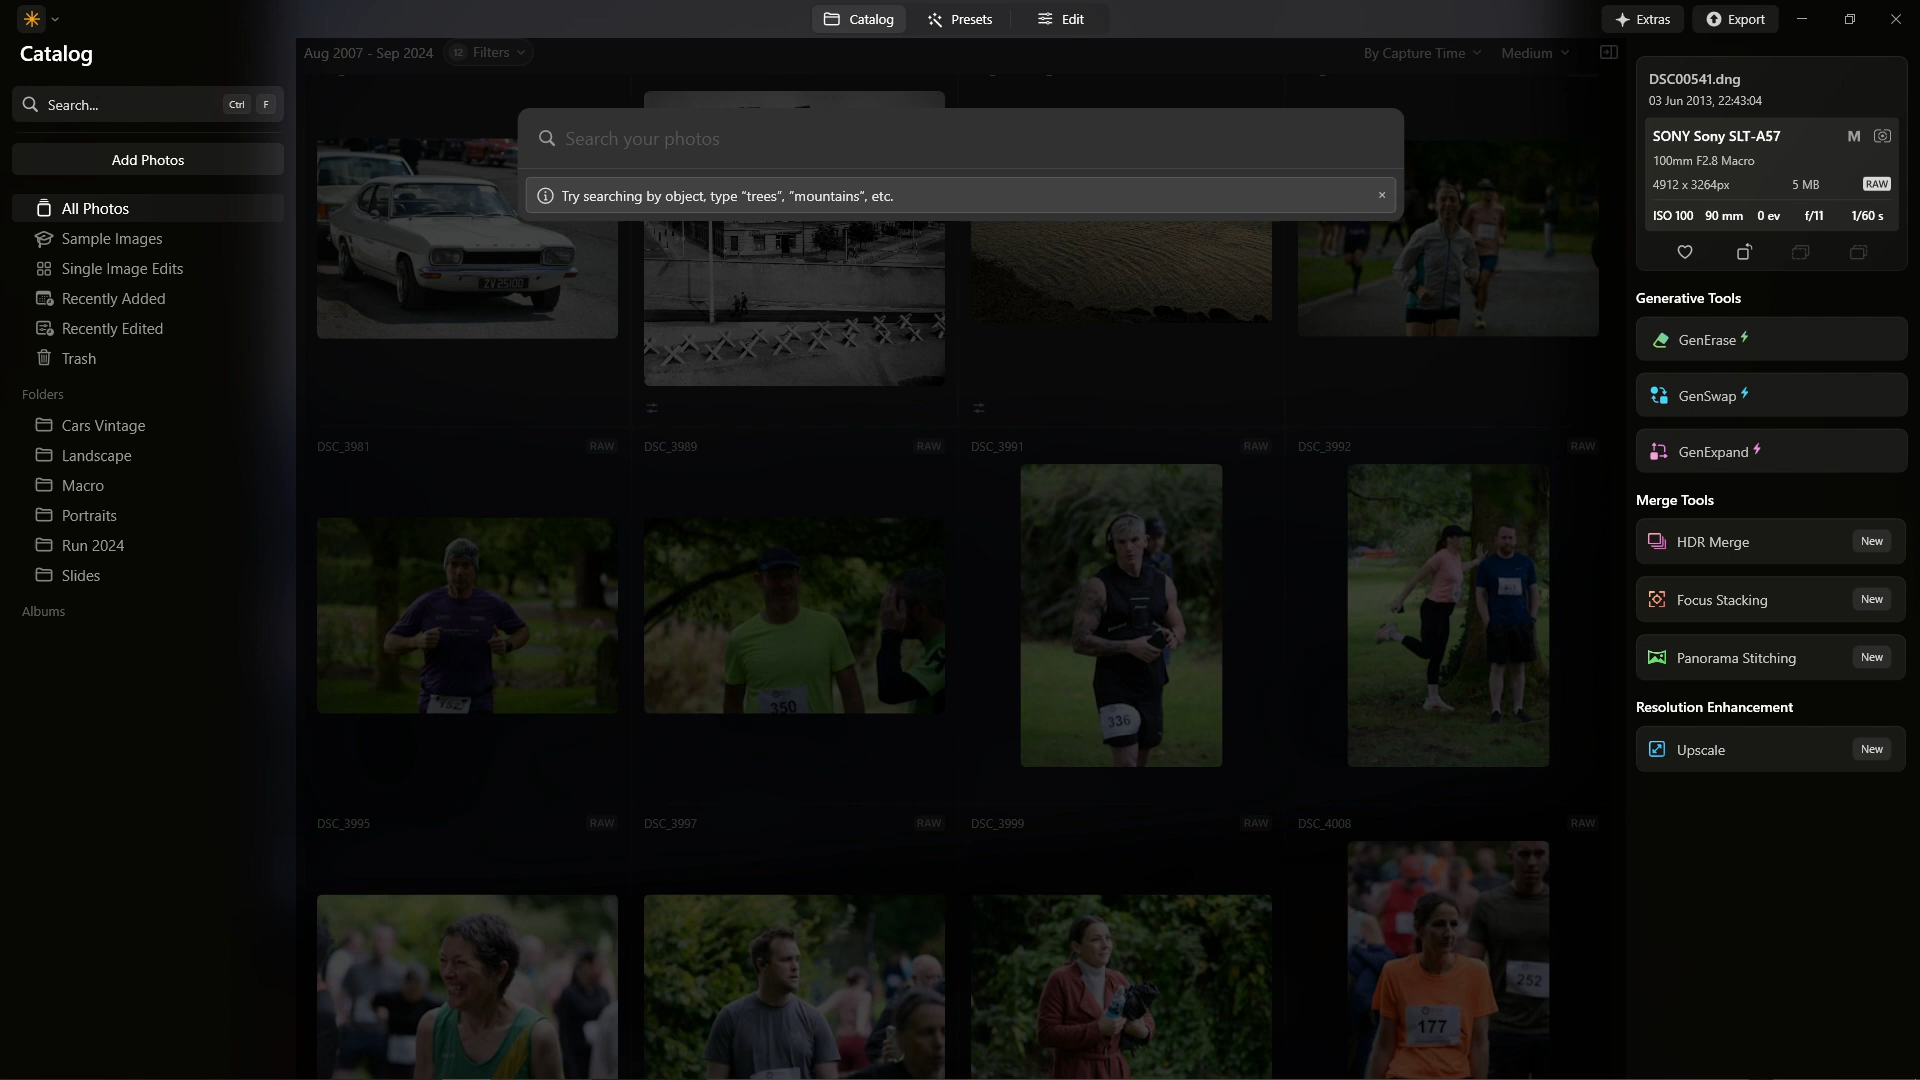 Catalog
Presets
Edit
Extras
Export
Catalog
Search...
Ctrl
F
Add Photos
All Photos
Sample Images
Single Image Edits
Recently Added
Recently Edited
Trash
Folders
Cars Vintage
Landscape
Macro
Portraits
Run 2024
Slides
Albums
Aug 2007 - Sep 2024
12
Filters
By Capture Time
Medium
Search your photos
Try searching by object, type “trees”, “mountains”, etc.
ZV 25100
DSC_3981
RAW
DSC_3989
RAW
DSC_3991
RAW
DSC_3992
RAW
350
336
DSC_3995
RAW
DSC_3997
RAW
DSC_3999
RAW
DSC_4008
RAW
252
177
DSC00541.dng
03 Jun 2013, 22:43:04
SONY Sony SLT-A57
M
100mm F2.8 Macro
4912 x 3264px
5 MB
RAW
ISO 100
90 mm
0 ev
f/11
1/60 s
Generative Tools
GenErase
GenSwap
GenExpand
Merge Tools
HDR Merge
New
Focus Stacking
New
Panorama Stitching
New
Resolution Enhancement
Upscale
New